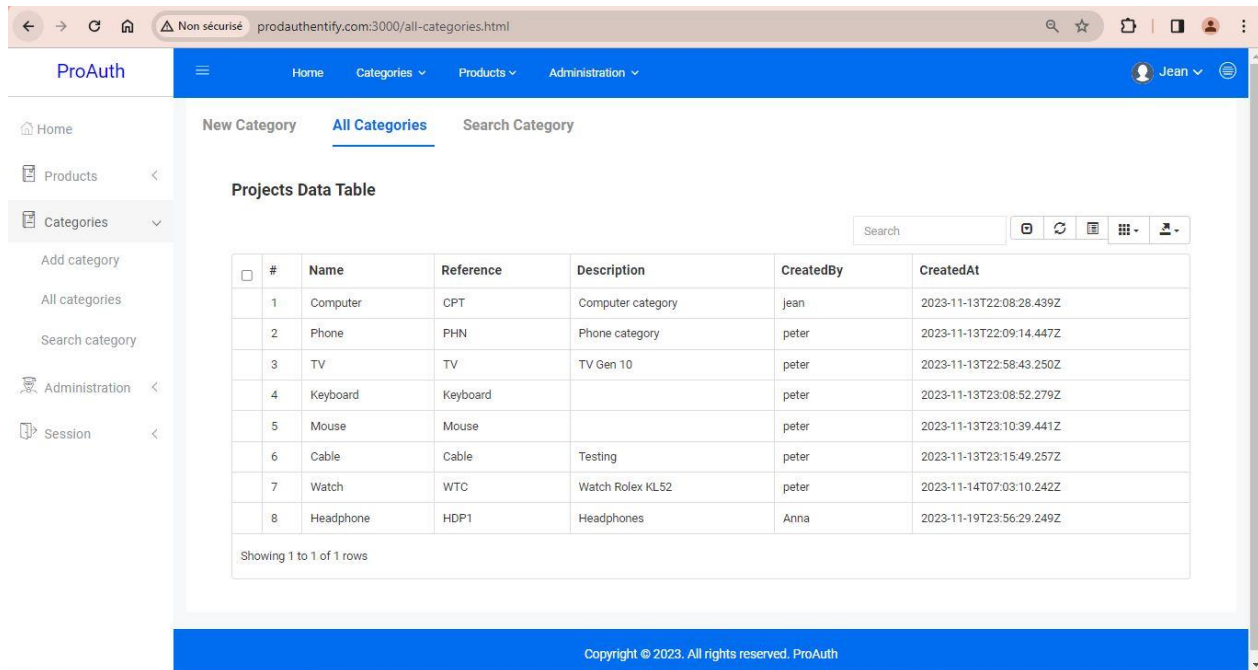 Non sécurisé prodauthentify.com:3000/all-categories.html
ProAuth
Home Categories Products Administration Jean
Home
Products
Categories
Add category
All categories
Search category
Administration
Session
New Category All Categories Search Category
Projects Data Table
Search
# Name Reference Description CreatedBy CreatedAt
1 Computer CPT Computer category jean 2023-11-13T22:08:28.439Z
2 Phone PHN Phone category peter 2023-11-13T22:09:14.447Z
3 TV TV TV Gen 10 peter 2023-11-13T22:58:43.250Z
4 Keyboard Keyboard peter 2023-11-13T23:08:52.279Z
5 Mouse Mouse peter 2023-11-13T23:10:39.441Z
6 Cable Cable Testing peter 2023-11-13T23:15:49.257Z
7 Watch WTC Watch Rolex KL52 peter 2023-11-14T07:03:10.242Z
8 Headphone HDP1 Headphones Anna 2023-11-19T23:56:29.249Z
Showing 1 to 1 of 1 rows
Copyright © 2023. All rights reserved. ProAuth